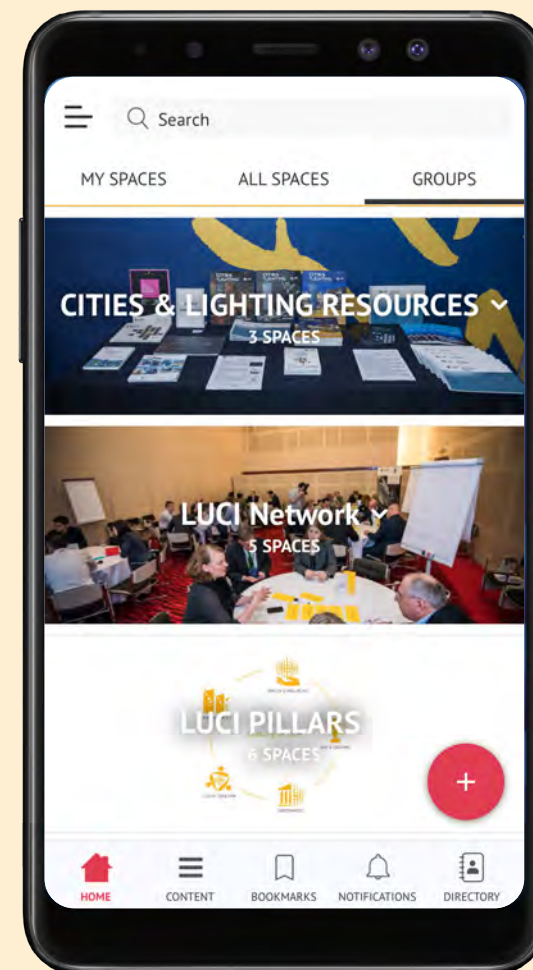 Search
MY SPACES ALL SPACES GROUPS
CITIES & LIGHTING RESOURCES
3 SPACES
LUCI Network
5 SPACES
LUCI PILLARS
6 SPACES
+
HOME CONTENT BOOKMARKS NOTIFICATIONS DIRECTORY